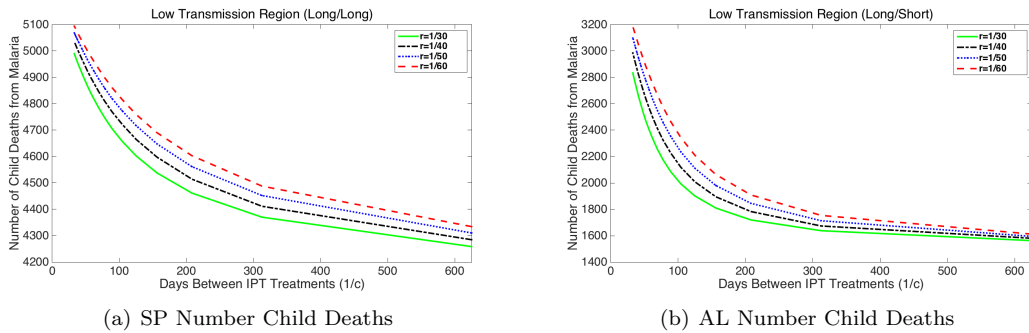 Low Transmission Region (Long/Long)
Number of Child Deaths from Malaria
5100
5000
4900
4800
4700
4600
4500
4400
4300
4200
r=1/30
r=1/40
r=1/50
r=1/60
0 100 200 300 400 500 600
Days Between IPT Treatments (1/c)
(a) SP Number Child Deaths
Low Transmission Region (Long/Short)
Number of Child Deaths from Malaria
3200
3000
2800
2600
2400
2200
2000
1800
1600
1400
r=1/30
r=1/40
r=1/50
r=1/60
0 100 200 300 400 500 600
Days Between IPT Treatments (1/c)
(b) AL Number Child Deaths